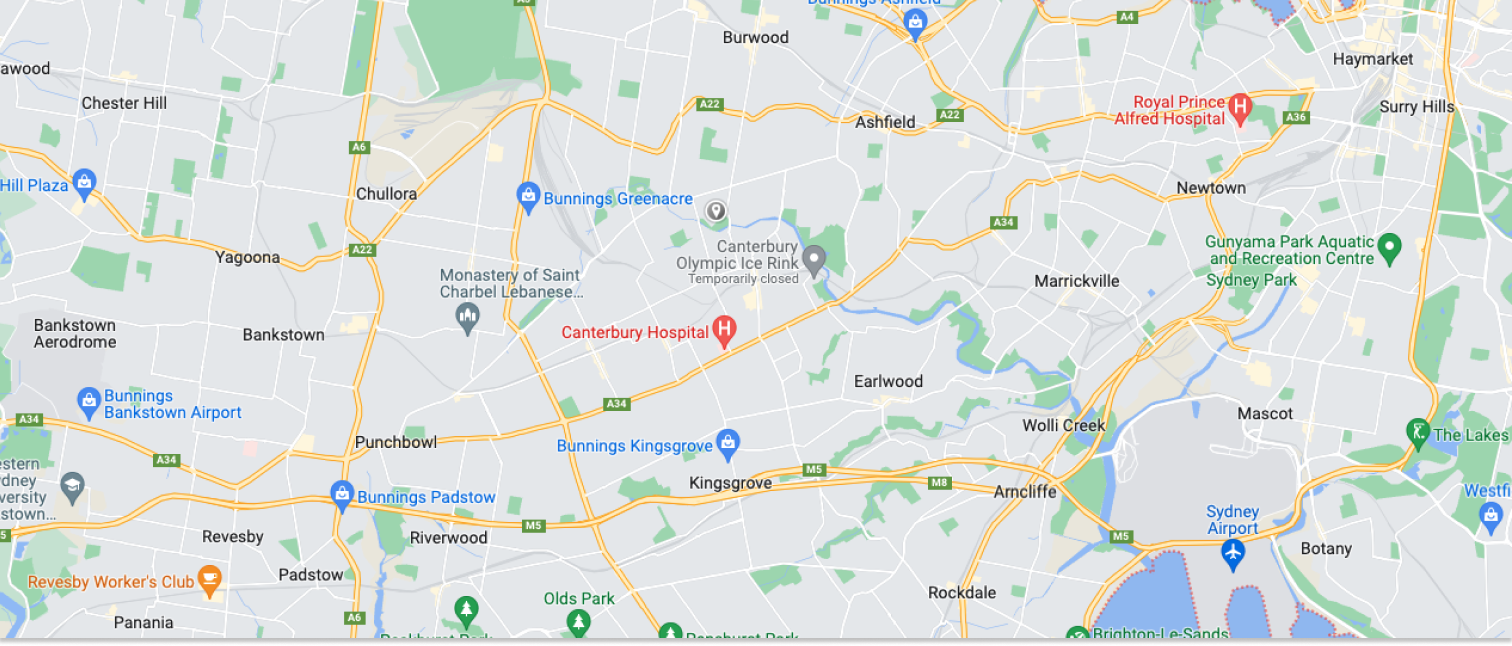 A3
Bunnings Ashfield
A4
Burwood
Haymarket
awood
Chester Hill
A22
Royal Prince
Alfred Hospital
Surry Hills
Ashfield
A22
A36
A6
Hill Plaza
Chullora
Bunnings Greenacre
Newtown
A34
A22
Yagoona
Canterbury
Olympic Ice Rink
Temporarily closed
Gunyama Park Aquatic
and Recreation Centre
Sydney Park
Monastery of Saint
Charbel Lebanese...
Marrickville
Bankstown
Aerodrome
Bankstown
Canterbury Hospital
Earlwood
Bunnings
Bankstown Airport
A34
A34
Mascot
Wolli Creek
The Lakes
Punchbowl
Bunnings Kingsgrove
A34
M5
estern
dney
versity
stown...
Kingsgrove
M8
Arncliffe
Bunnings Padstow
Westfi
M5
Sydney
Airport
5
Revesby
Riverwood
M5
Botany
Revesby Worker's Club
Padstow
Rockdale
Olds Park
Panania
A6
Brighton-Le-Sands